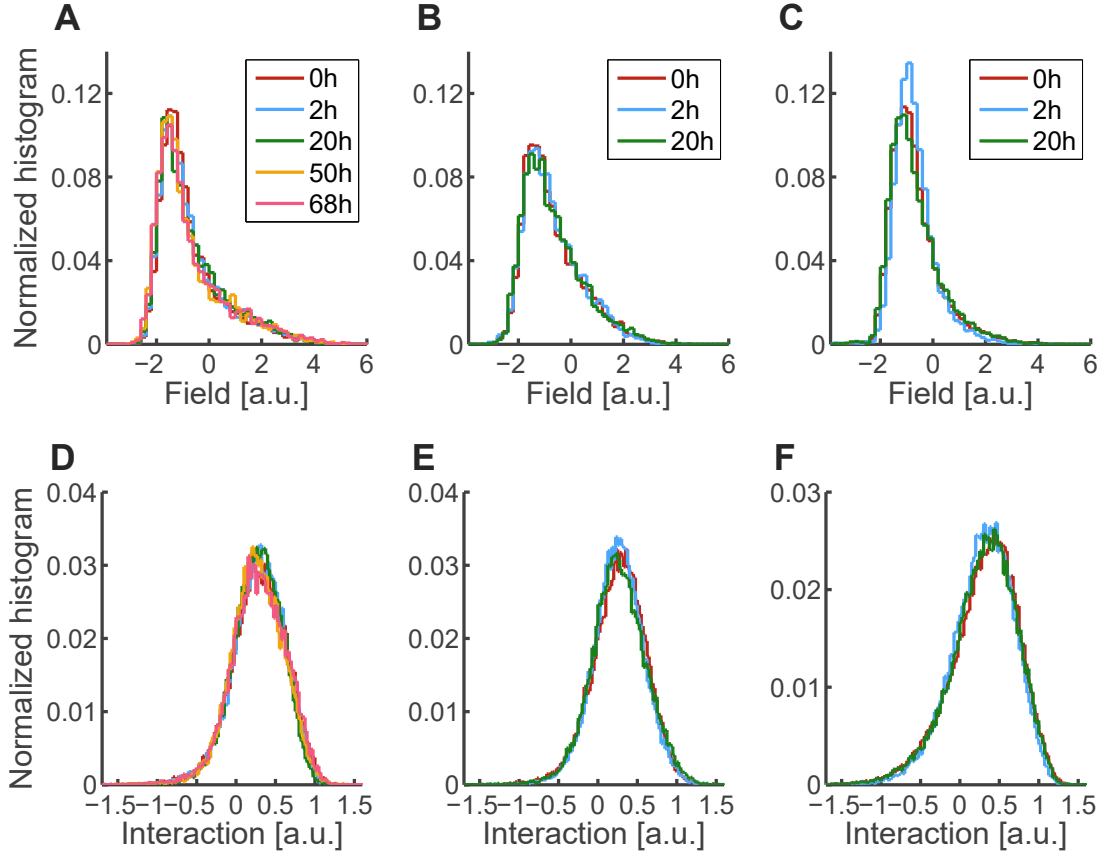 A
B
C
Normalized histogram
0.12
0.08
0.04
0
0h
2h
20h
50h
68h
−2 0 2 4 6
Field [a.u.]
0.12
0.08
0.04
0
0h
2h
20h
−2 0 2 4 6
Field [a.u.]
0.12
0.08
0.04
0
0h
2h
20h
−2 0 2 4 6
Field [a.u.]
D
E
F
Normalized histogram
0.04
0.03
0.02
0.01
0
−1.5 −1 −0.5 0 0.5 1 1.5
Interaction [a.u.]
0.04
0.03
0.02
0.01
0
−1.5 −1 −0.5 0 0.5 1 1.5
Interaction [a.u.]
0.03
0.02
0.01
0
−1.5 −1 −0.5 0 0.5 1 1.5
Interaction [a.u.]